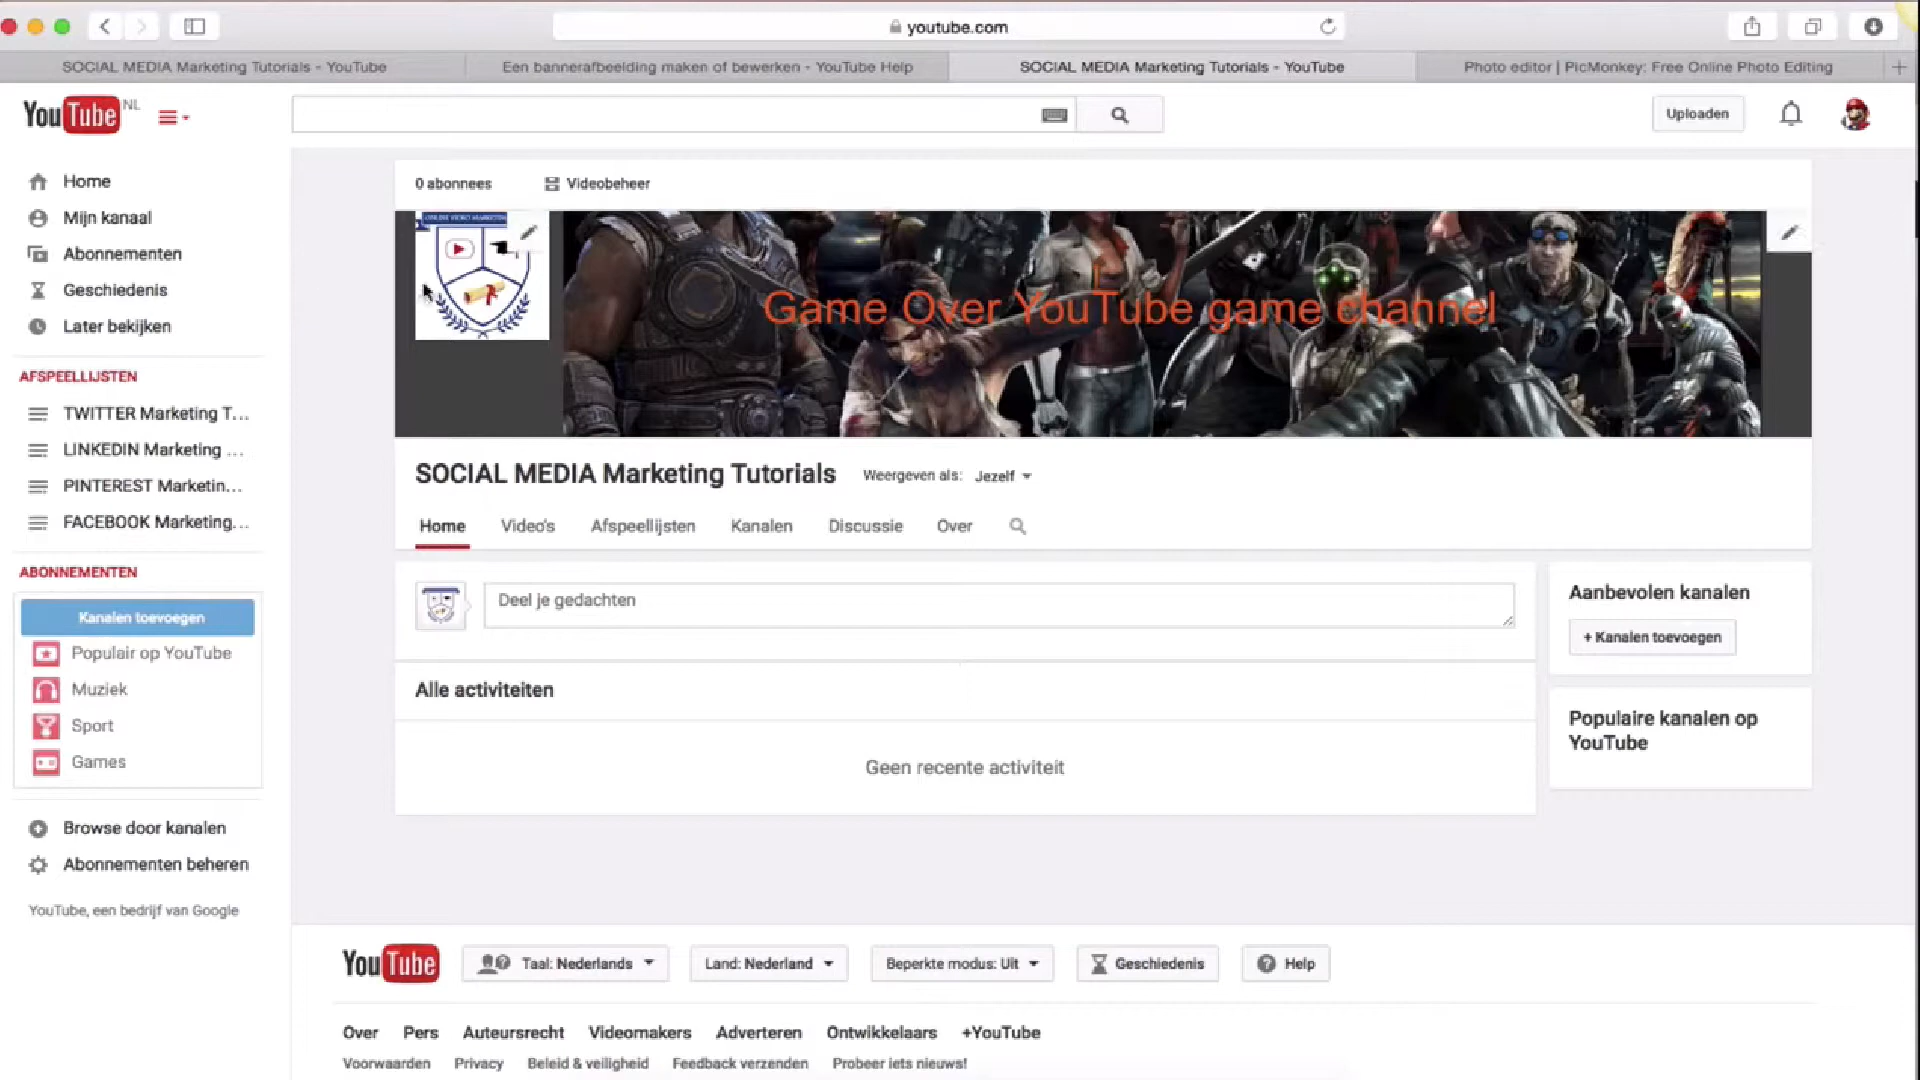 youtube.com
SOCIAL MEDIA Marketing Tutorials - YouTube
Een bannerafbeelding maken of bewerken - YouTube Help
SOCIAL MEDIA Marketing Tutorials - YouTube
Photo editor | PicMonkey: Free Online Photo Editing
YouTube NL
Uploaden
Home
Mijn kanaal
Abonnementen
Geschiedenis
Later bekijken
AFSPEELLIJSTEN
TWITTER Marketing T...
LINKEDIN Marketing ...
PINTEREST Marketin...
FACEBOOK Marketing...
ABONNEMENTEN
Kanalen toevoegen
Populair op YouTube
Muziek
Sport
Games
Browse door kanalen
Abonnementen beheren
YouTube, een bedrijf van Google
0 abonnees
Videobeheer
Game Over YouTube game channel
SOCIAL MEDIA Marketing Tutorials
Weergeven als: Jezelf
Home
Video's
Afspeellijsten
Kanalen
Discussie
Over
Deel je gedachten
Alle activiteiten
Geen recente activiteit
Aanbevolen kanalen
+ Kanalen toevoegen
Populaire kanalen op
YouTube
YouTube
Taal: Nederlands
Land: Nederland
Beperkte modus: Uit
Geschiedenis
Help
Over Pers Auteursrecht Videomakers Adverteren Ontwikkelaars +YouTube
Voorwaarden Privacy Beleid & veiligheid Feedback verzenden Probeer iets nieuws!